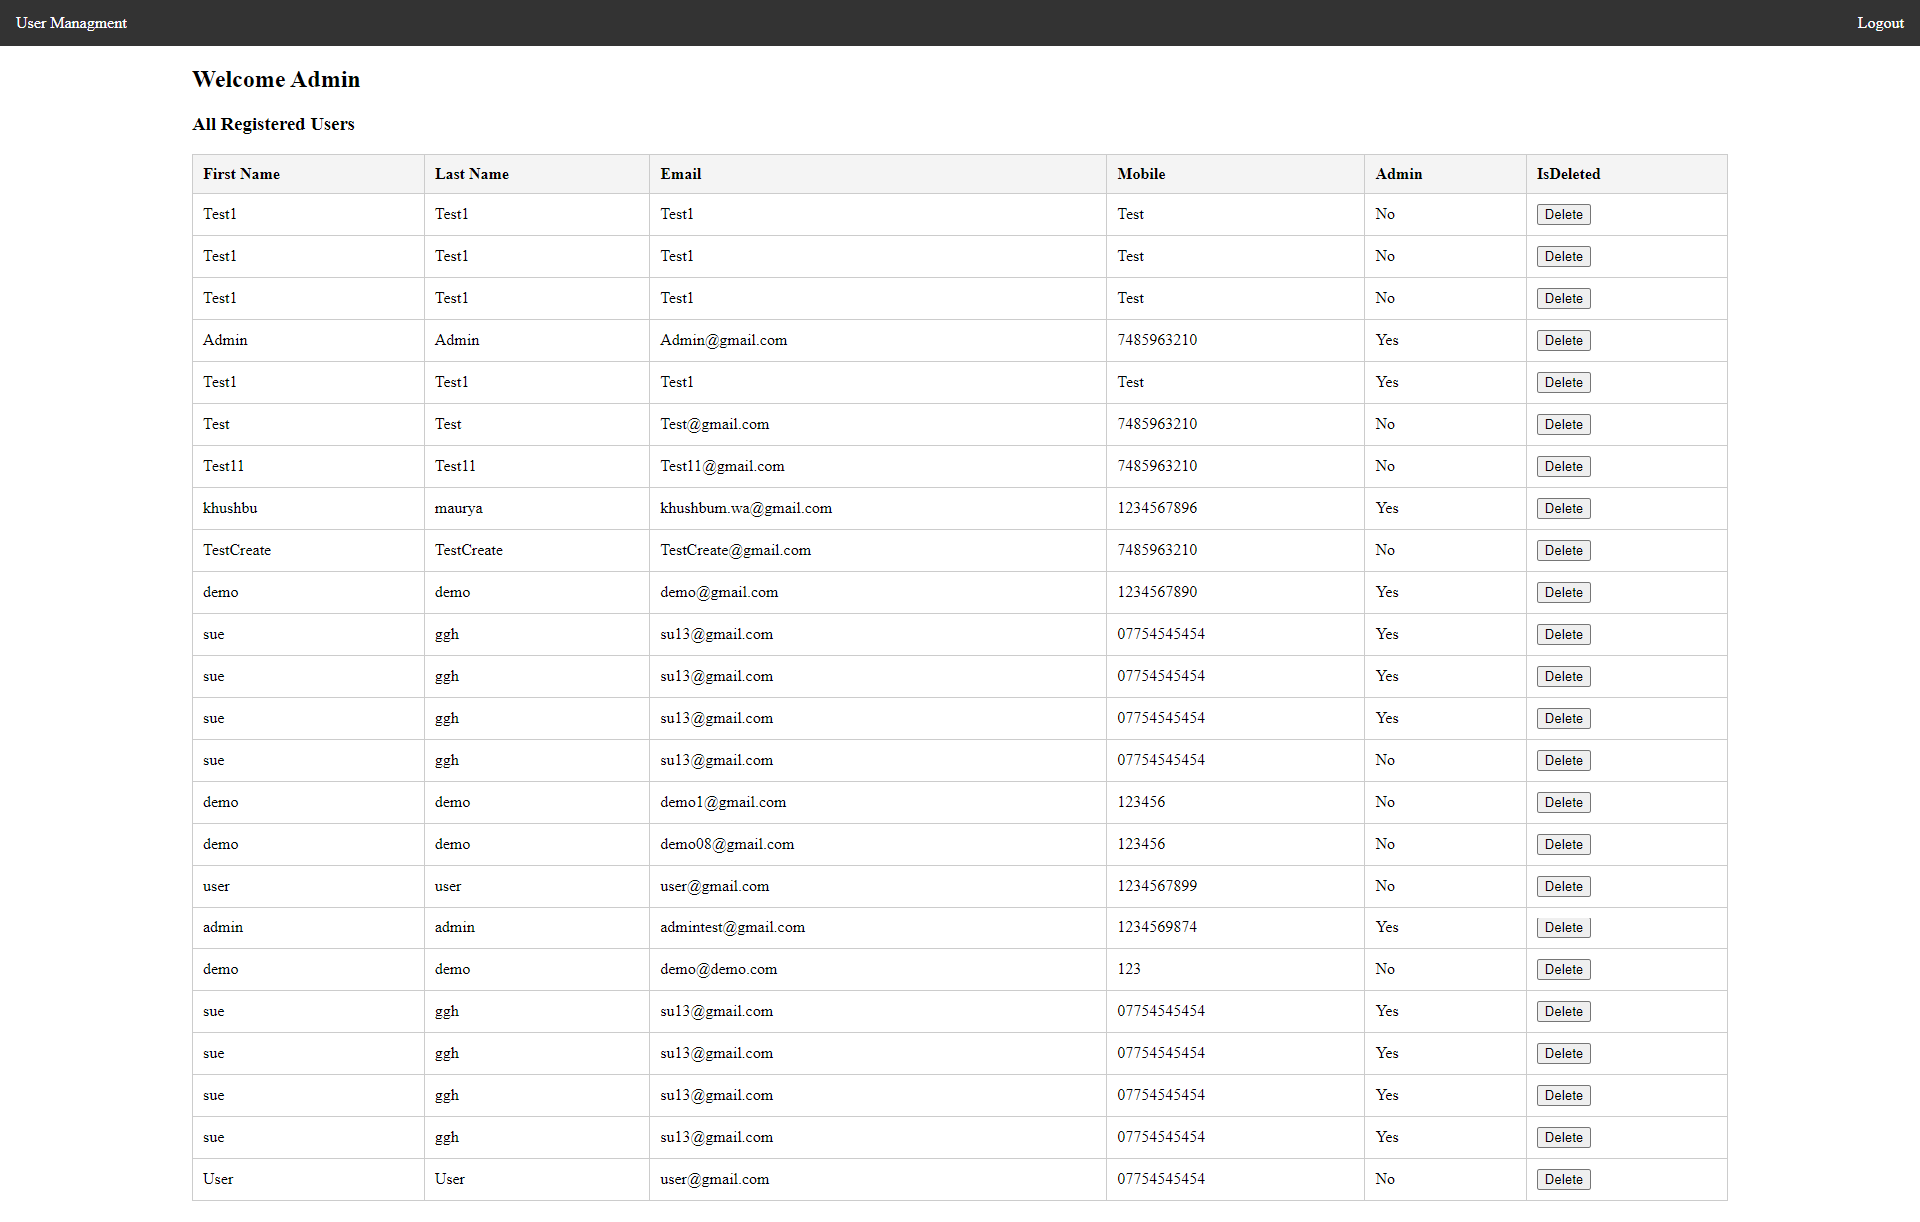 User Managment Logout
Welcome Admin
All Registered Users
First Name Last Name Email Mobile Admin IsDeleted
Test1 Test1 Test1 Test No Delete
Test1 Test1 Test1 Test No Delete
Test1 Test1 Test1 Test No Delete
Admin Admin Admin@gmail.com 7485963210 Yes Delete
Test1 Test1 Test1 Test Yes Delete
Test Test Test@gmail.com 7485963210 No Delete
Test11 Test11 Test11@gmail.com 7485963210 No Delete
khushbu maurya khushbum.wa@gmail.com 1234567896 Yes Delete
TestCreate TestCreate TestCreate@gmail.com 7485963210 No Delete
demo demo demo@gmail.com 1234567890 Yes Delete
sue ggh su13@gmail.com 07754545454 Yes Delete
sue ggh su13@gmail.com 07754545454 Yes Delete
sue ggh su13@gmail.com 07754545454 Yes Delete
sue ggh su13@gmail.com 07754545454 No Delete
demo demo demo1@gmail.com 123456 No Delete
demo demo demo08@gmail.com 123456 No Delete
user user user@gmail.com 1234567899 No Delete
admin admin admintest@gmail.com 1234569874 Yes Delete
demo demo demo@demo.com 123 No Delete
sue ggh su13@gmail.com 07754545454 Yes Delete
sue ggh su13@gmail.com 07754545454 Yes Delete
sue ggh su13@gmail.com 07754545454 Yes Delete
sue ggh su13@gmail.com 07754545454 Yes Delete
User User user@gmail.com 07754545454 No Delete